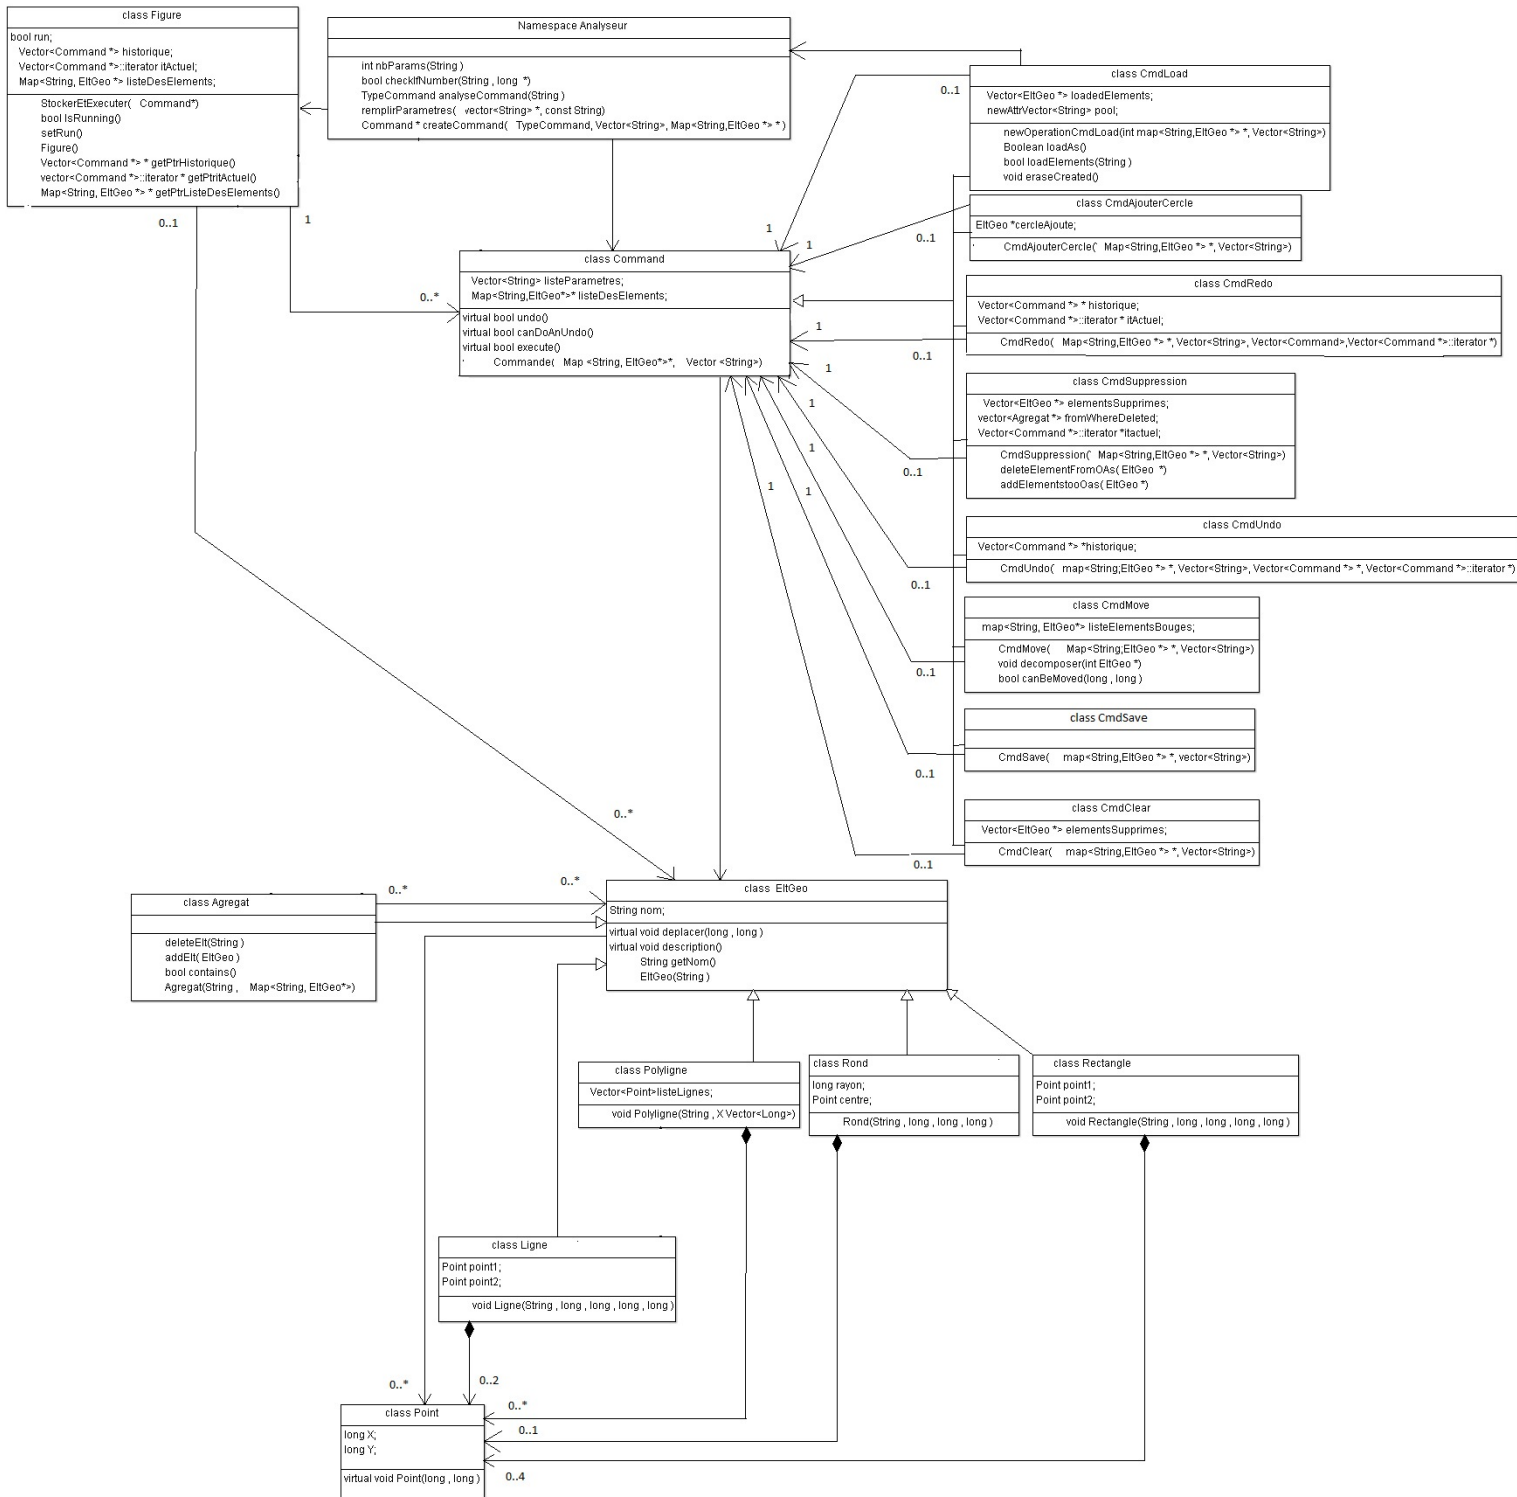 class Figure
bool run;
Vector<Command *> historique;
Vector<Command *>::iterator itActuel;
Map<String, EltGeo *> listeDesElements;
StockerEtExecuter( Command*)
bool IsRunning()
setRun()
Figure()
Vector<Command *> * getPtrHistorique()
vector<Command *>::iterator * getPtritActuel()
Map<String, EltGeo *> * getPtrListeDesElements()
0..1
1
Namespace Analyseur
int nbParams(String )
bool checkIfNumber(String , long *)
TypeCommand analyseCommand(String )
remplirParametres( vector<String> *, const String)
Command * createCommand( TypeCommand, Vector<String>, Map<String,EltGeo *> * )
class CmdLoad
Vector<EltGeo *> loadedElements;
newAttrVector<String> pool;
newOperationCmdLoad(int map<String,EltGeo *> *, Vector<String>)
Boolean loadAs()
bool loadElements(String )
void eraseCreated()
0..1
1
class CmdAjouterCercle
EltGeo *cercleAjoute;
CmdAjouterCercle(' Map<String,EltGeo *> *, Vector<String>)
0..1
1
class Command
Vector<String> listeParametres;
Map<String,EltGeo*>* listeDesElements;
virtual bool undo()
virtual bool canDoAnUndo()
virtual bool execute()
Commande( Map <String, EltGeo*>*, Vector <String>)
0..*
class CmdRedo
Vector<Command *> * historique;
Vector<Command *>::iterator * itActuel;
CmdRedo( Map<String,EltGeo *> *, Vector<String>, Vector<Command>,Vector<Command *>::iterator *)
1
0..1
class CmdSuppression
Vector<EltGeo *> elementsSupprimes;
vector<Agregat *> fromWhereDeleted;
Vector<Command *>::iterator *itactuel;
CmdSuppression(' Map<String,EltGeo *> *, Vector<String>)
deleteElementFromOAs( EltGeo *)
addElementstooOas( EltGeo *)
1
0..1
class CmdUndo
Vector<Command *> *historique;
CmdUndo( map<String;EltGeo *> *, Vector<String>, Vector<Command *> *, Vector<Command *>::iterator *)
1
0..1
class CmdMove
map<String, EltGeo*> listeElementsBouges;
CmdMove( Map<String;EltGeo *> *, Vector<String>)
void decomposer(int EltGeo *)
bool canBeMoved(long , long )
1
0..1
class CmdSave
CmdSave( map<String,EltGeo *> *, vector<String>)
1
0..1
class CmdClear
Vector<EltGeo *> elementsSupprimes;
CmdClear( map<String,EltGeo *> *, Vector<String>)
1
0..1
0..*
class Agregat
deleteElt(String )
addElt( EltGeo )
bool contains()
Agregat(String , Map<String, EltGeo*>)
0..*
0..*
class EltGeo
String nom;
virtual void deplacer(long , long )
virtual void description()
String getNom()
EltGeo(String )
class Polyligne
Vector<Point>listeLignes;
void Polyligne(String , X Vector<Long>)
class Rond
long rayon;
Point centre;
Rond(String , long , long , long )
class Rectangle
Point point1;
Point point2;
void Rectangle(String , long , long , long , long )
class Ligne
Point point1;
Point point2;
void Ligne(String , long , long , long , long )
0..*
0..2
class Point
long X;
long Y;
virtual void Point(long , long )
0..*
0..1
0..4